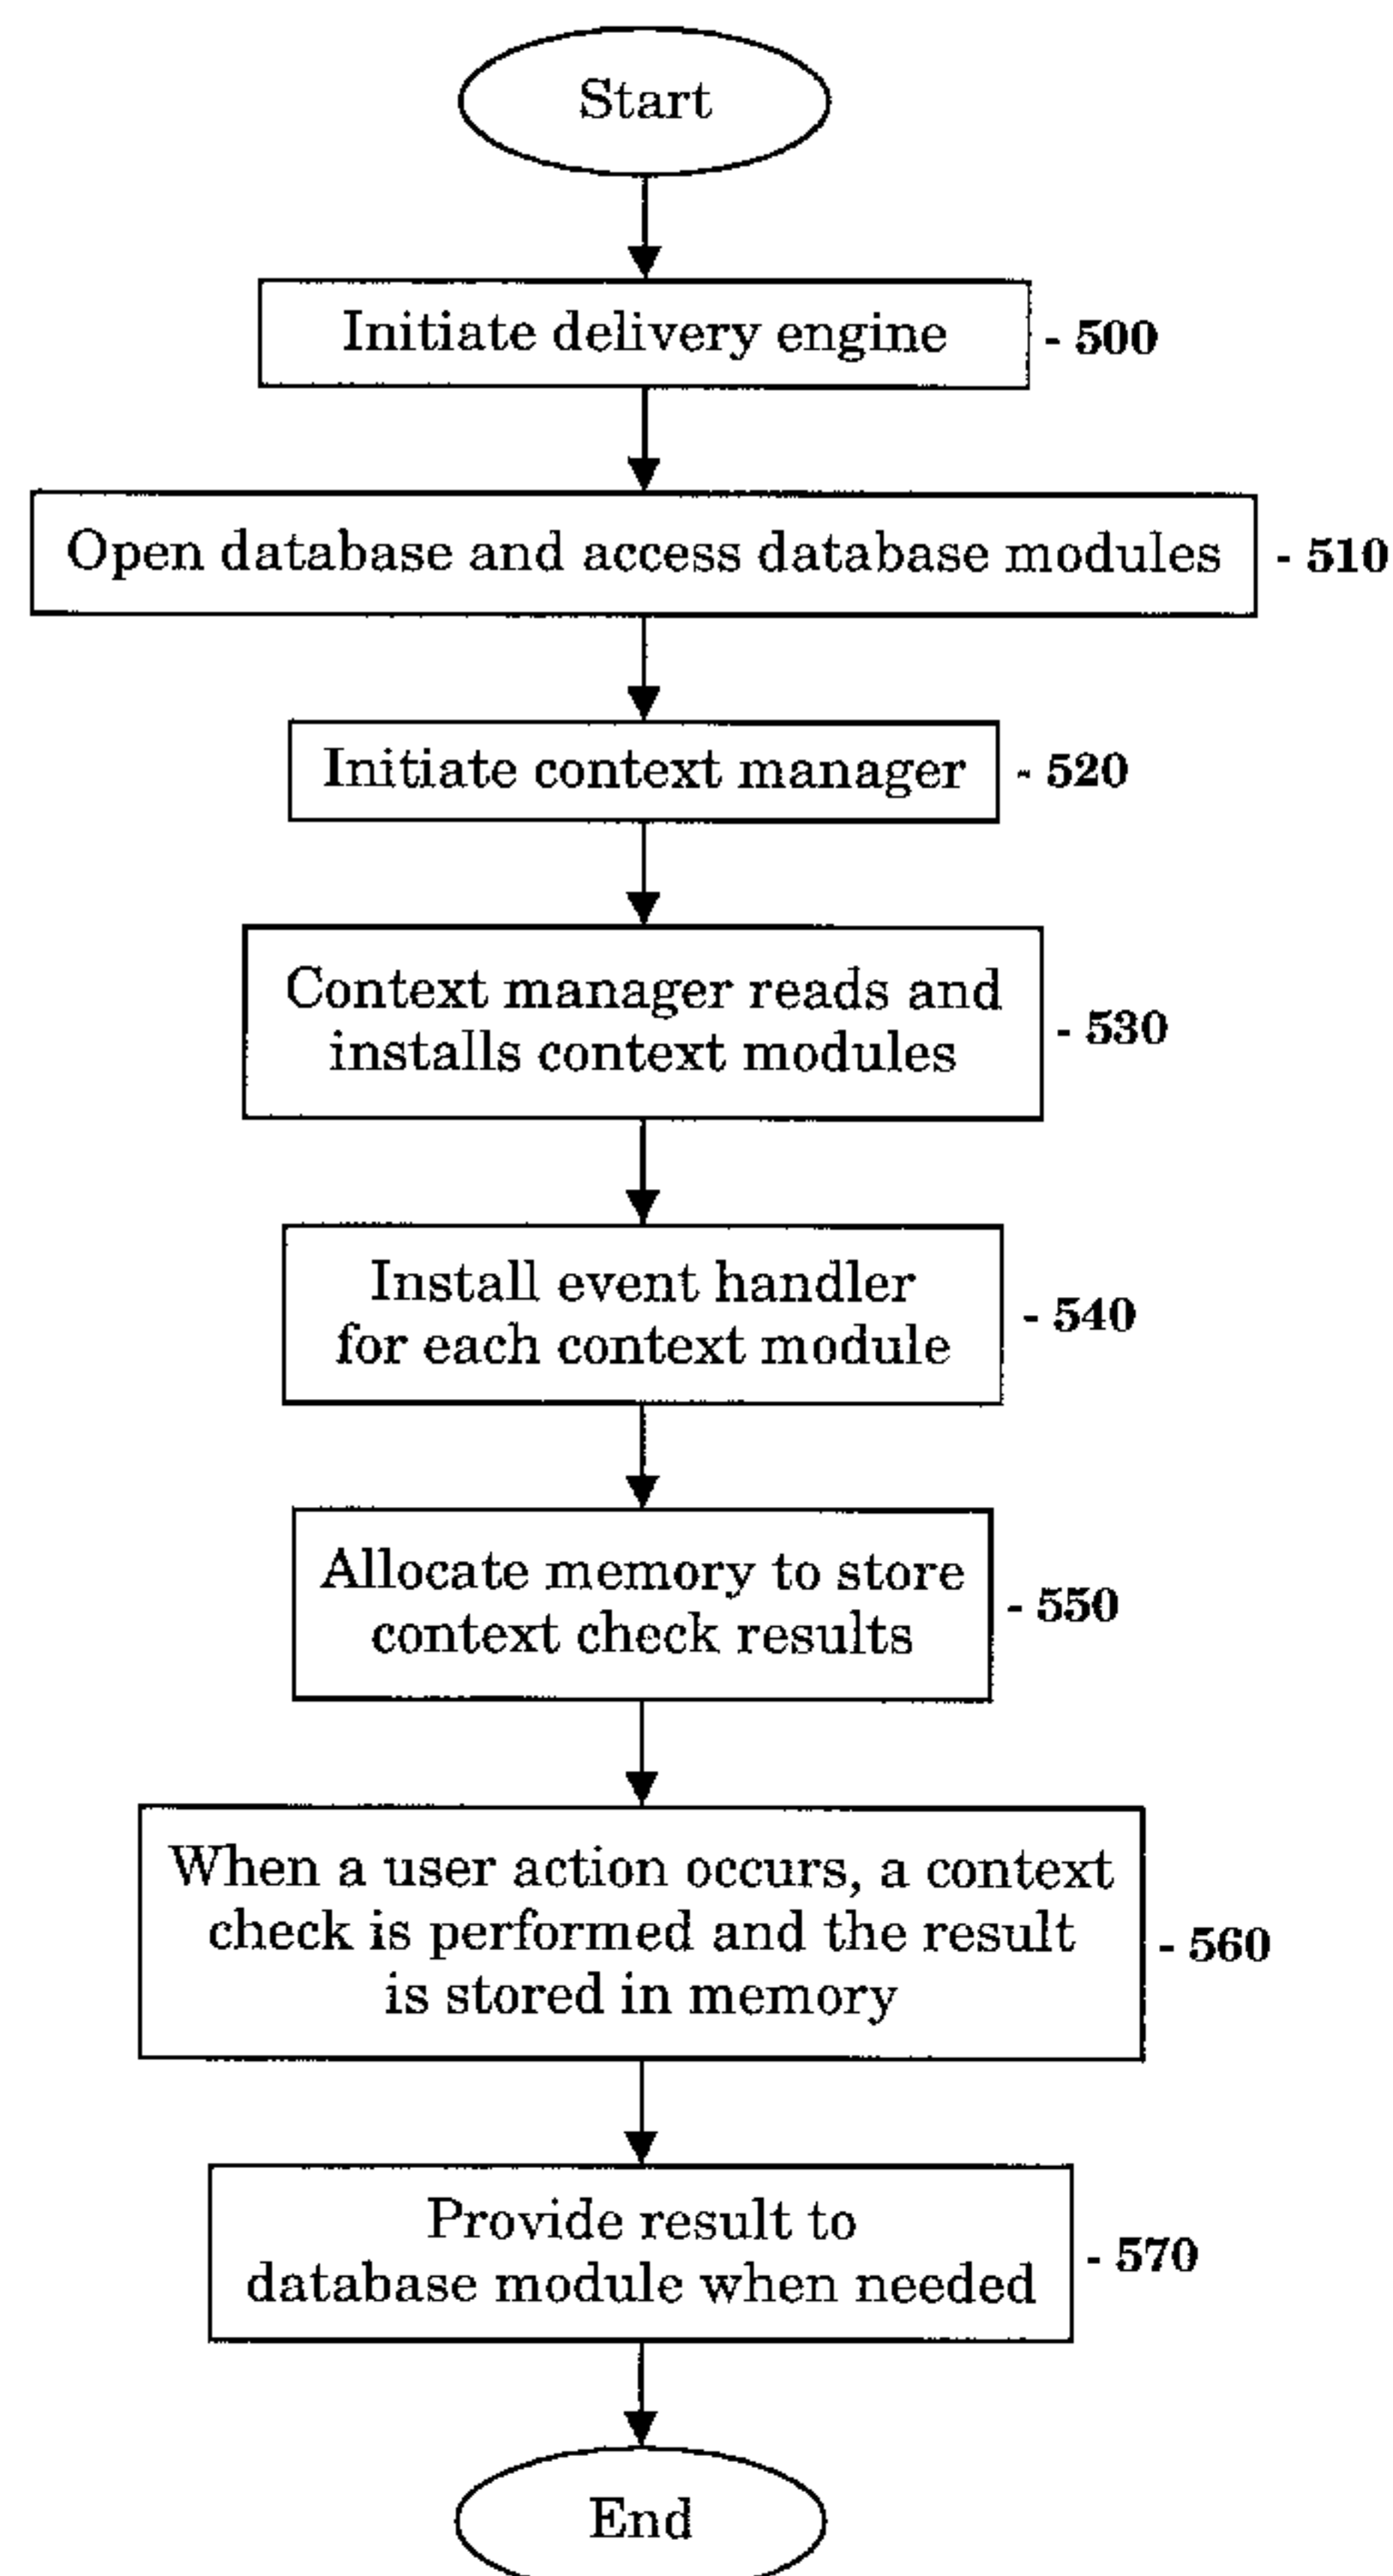 Start
Initiate delivery engine - 500
Open database and access database modules - 510
Initiate context manager - 520
Context manager reads and
installs context modules
- 530
Install event handler
for each context module
- 540
Allocate memory to store
context check results
- 550
When a user action occurs, a context
check is performed and the result
is stored in memory
- 560
Provide result to
database module when needed
- 570
End